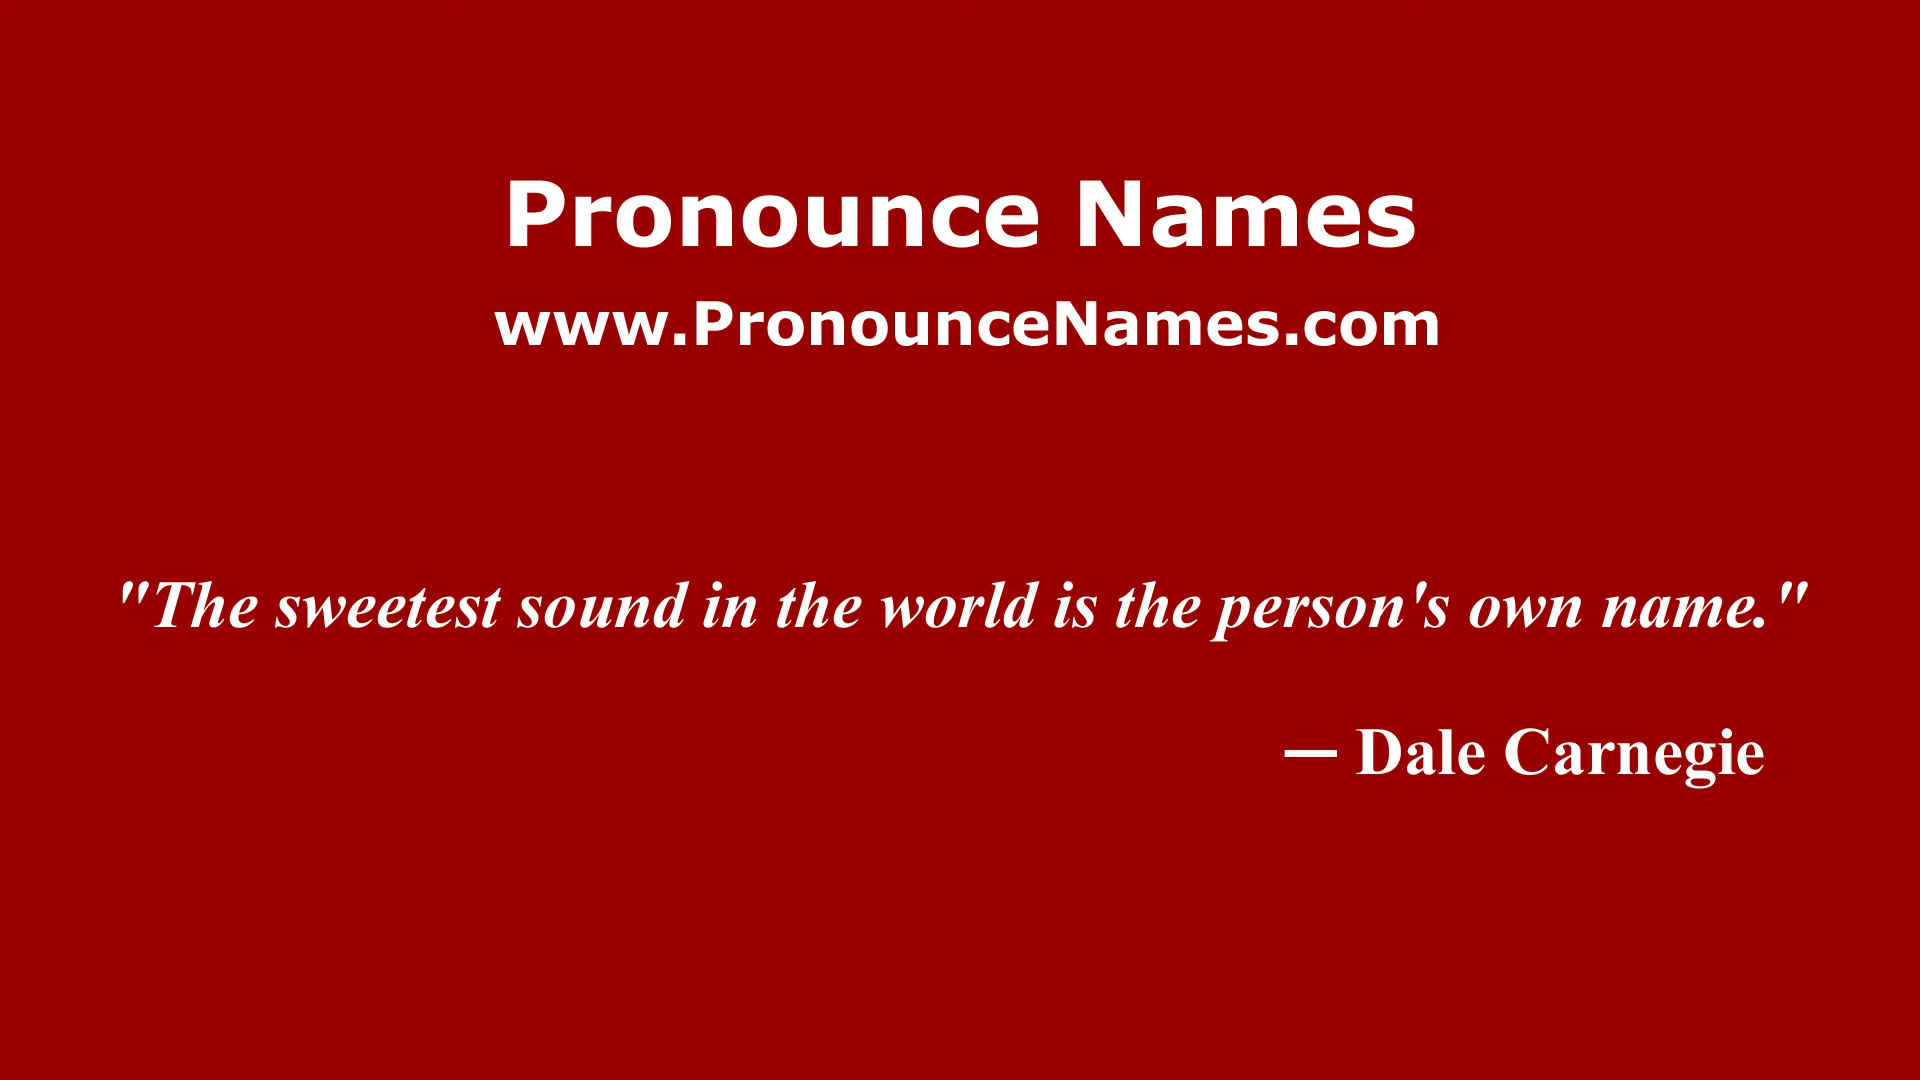 Pronounce Names
www.PronounceNames.com
"The sweetest sound in the world is the person's own name."
— Dale Carnegie